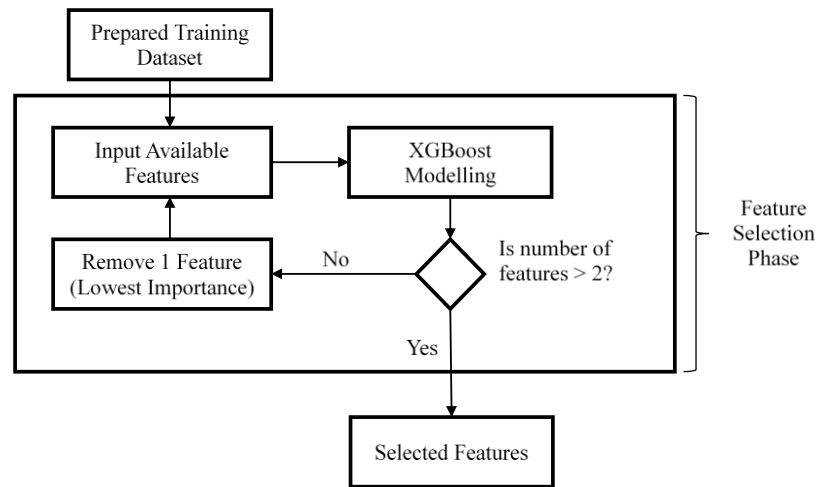 Prepared Training
Dataset
Input Available
Features
XGBoost
Modelling
Remove 1 Feature
(Lowest Importance)
No
Is number of
features > 2?
Yes
Selected Features
Feature
Selection
Phase